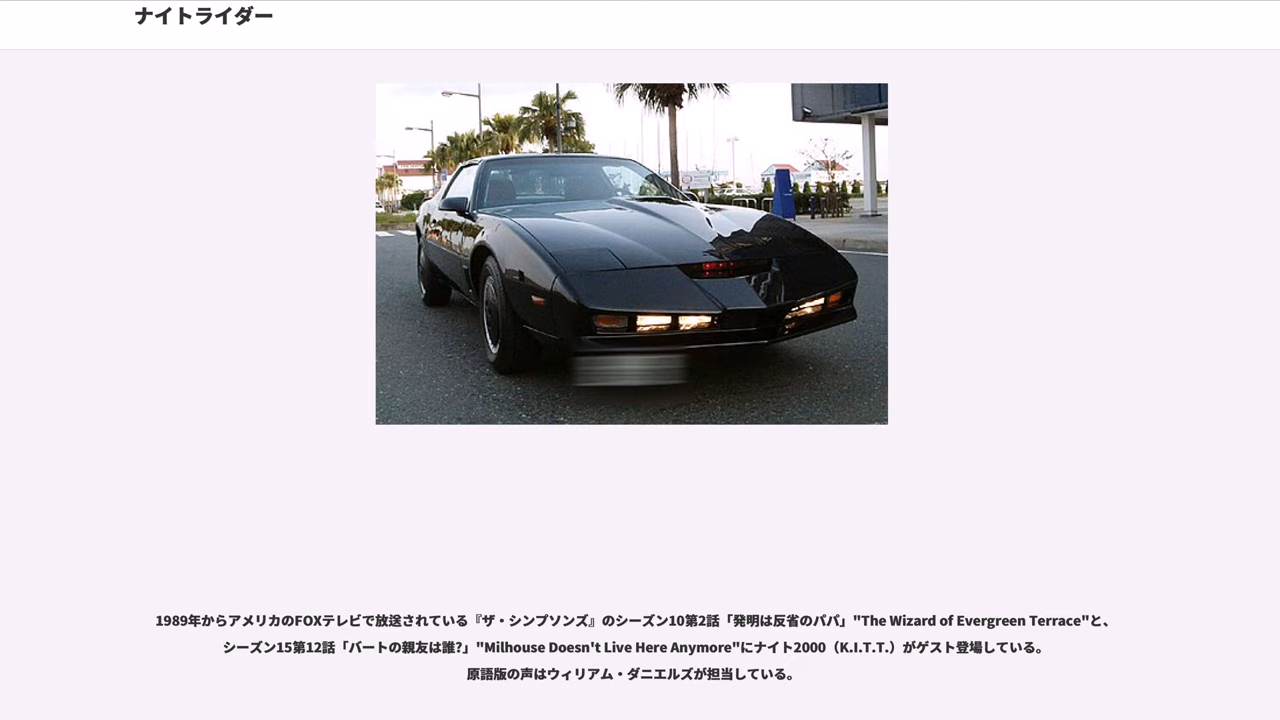 ナイトライダー
1989年からアメリカのFOXテレビで放送されている『ザ・シンプソンズ』のシーズン10第2話「発明は反省のパパ」"The Wizard of Evergreen Terrace"と、
シーズン15第12話「バートの親友は誰?」"Milhouse Doesn't Live Here Anymore"にナイト2000（K.I.T.T.）がゲスト登場している。
原語版の声はウィリアム・ダニエルズが担当している。